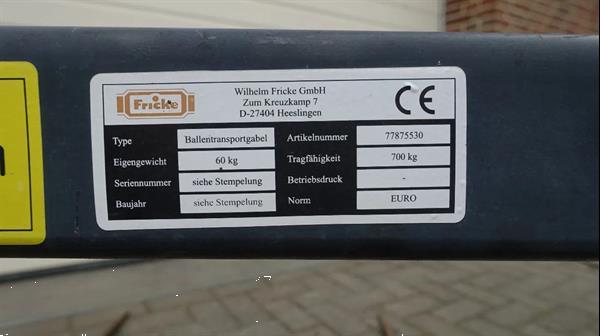 Fricke
Wilhelm Fricke GmbH
Zum Kreuzkamp 7
D-27404 Heeslingen
CE
Type Ballentransportgabel Artikelnummer 77875530
Eigengewicht 60 kg Tragfähigkeit 700 kg
Seriennummer siehe Stempelung Betriebsdruck -
Baujahr siehe Stempelung Norm EURO